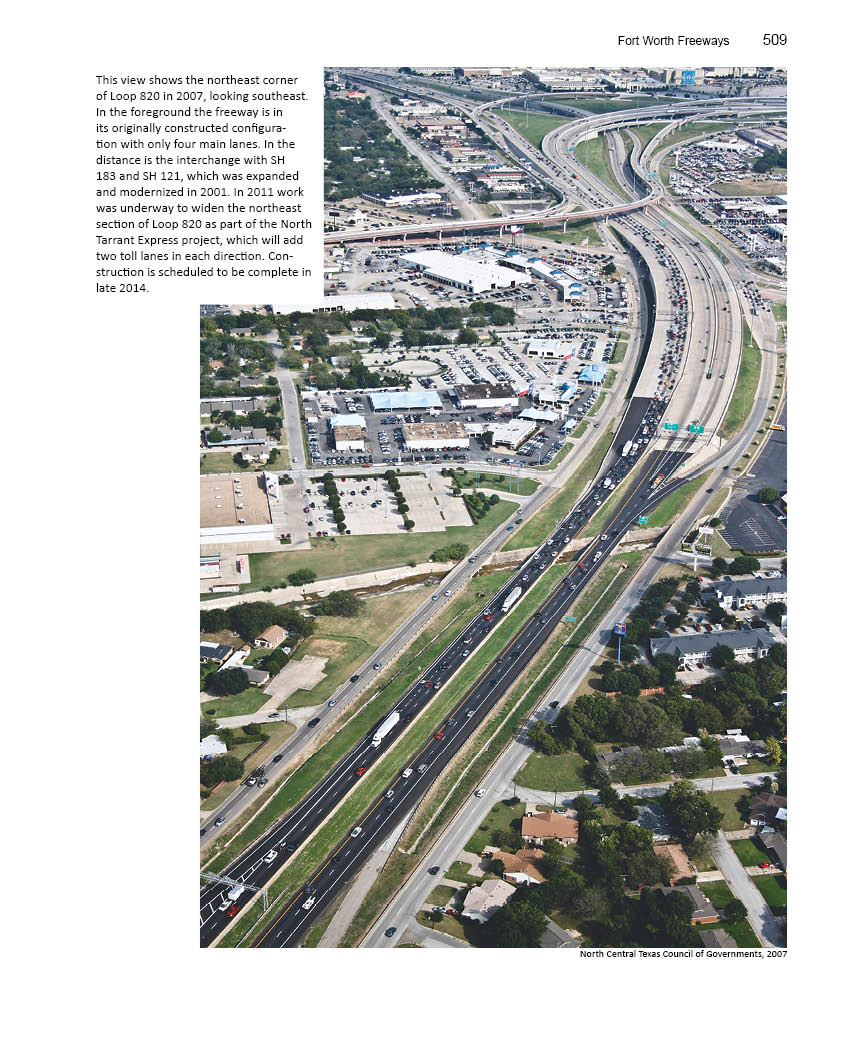 Fort Worth Freeways 509
This view shows the northeast corner
of Loop 820 in 2007, looking southeast.
In the foreground the freeway is in
its originally constructed configura-
tion with only four main lanes. In the
distance is the interchange with SH
183 and SH 121, which was expanded
and modernized in 2001. In 2011 work
was underway to widen the northeast
section of Loop 820 as part of the North
Tarrant Express project, which will add
two toll lanes in each direction. Con-
struction is scheduled to be complete in
late 2014.
North Central Texas Council of Governments, 2007